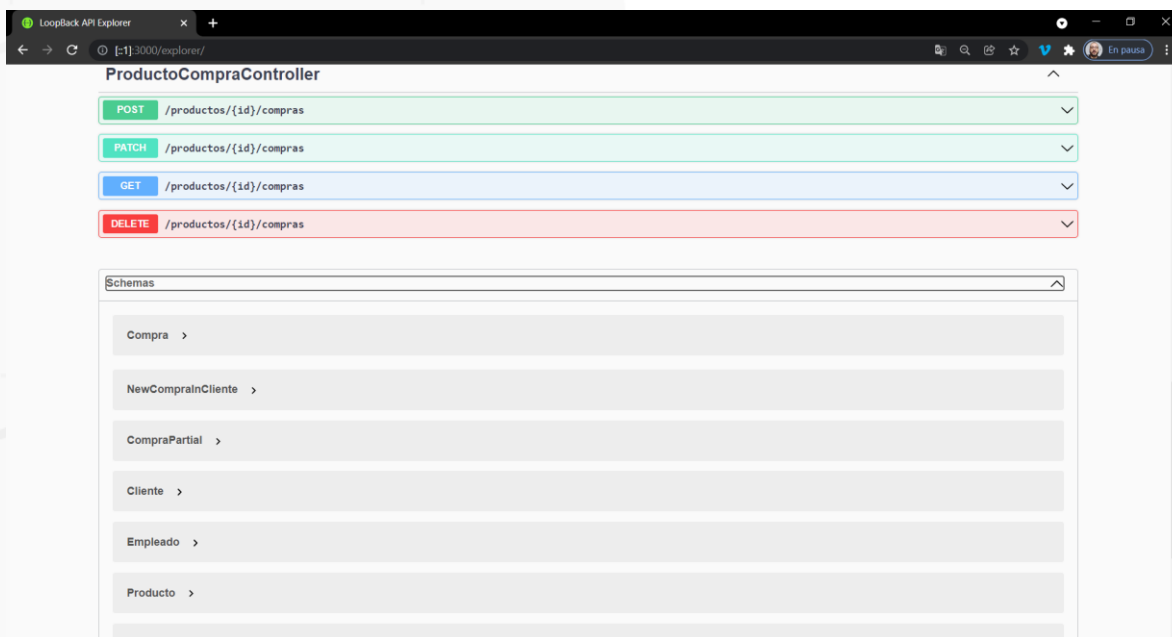 LoopBack API Explorer
[::1]:3000/explorer/
En pausa
ProductoCompraController
POST /productos/{id}/compras
PATCH /productos/{id}/compras
GET /productos/{id}/compras
DELETE /productos/{id}/compras
Schemas
Compra
NewCompraInCliente
CompraPartial
Cliente
Empleado
Producto